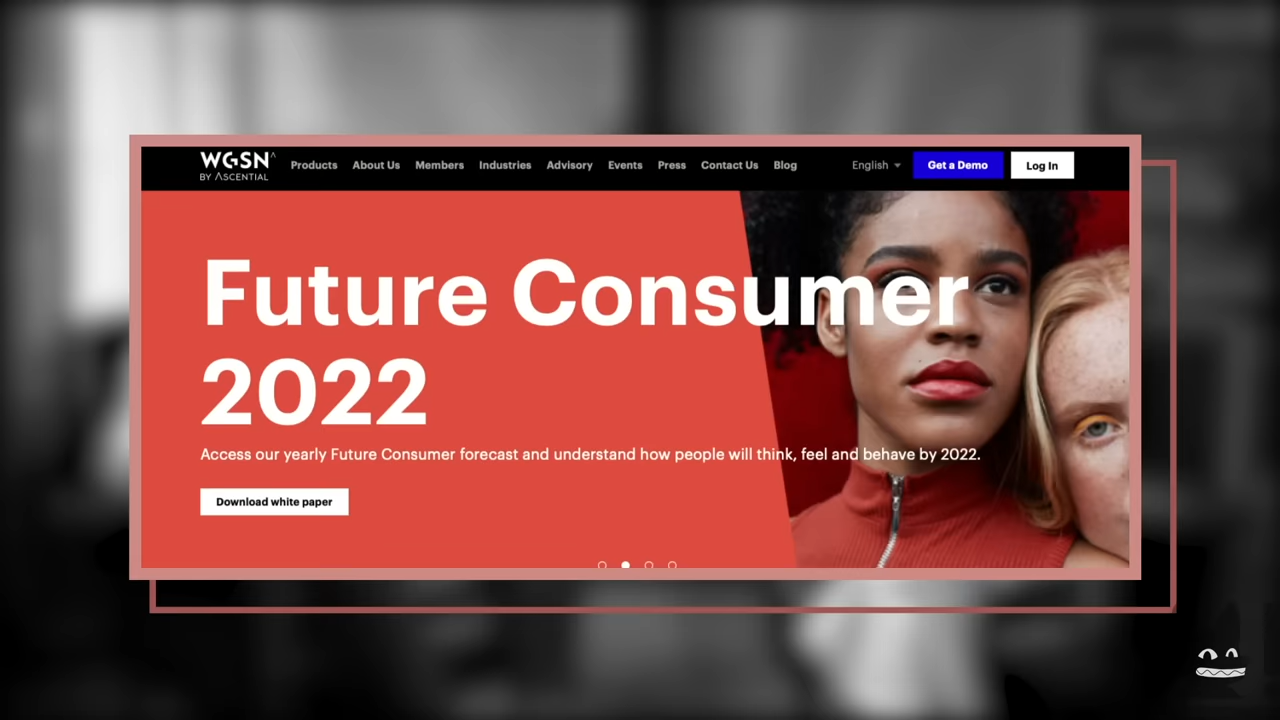 WGSN
BY ASCENTIAL
Products About Us Members Industries Advisory Events Press Contact Us Blog
English Get a Demo Log In
Future Consumer
2022
Access our yearly Future Consumer forecast and understand how people will think, feel and behave by 2022.
Download white paper